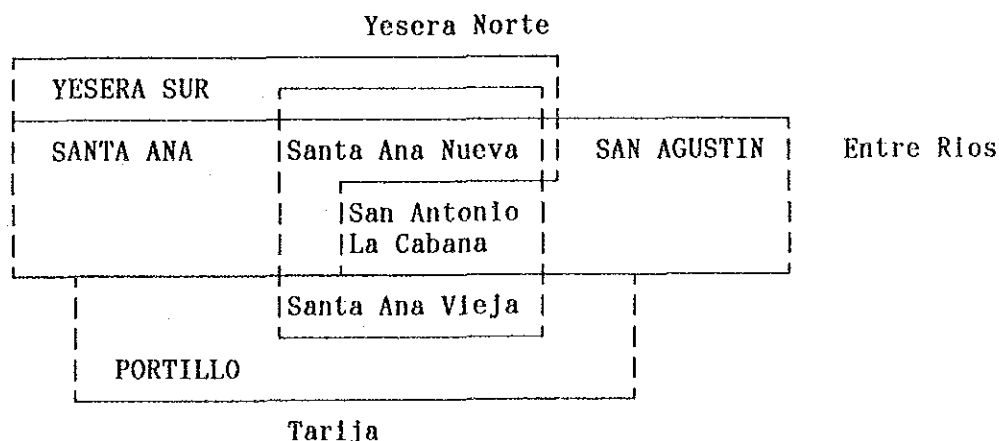 Yesera Norte
YESERA SUR
SANTA ANA Santa Ana Nueva SAN AGUSTIN Entre Rios
San Antonio
La Cabana
Santa Ana Vieja
PORTILLO
Tarija